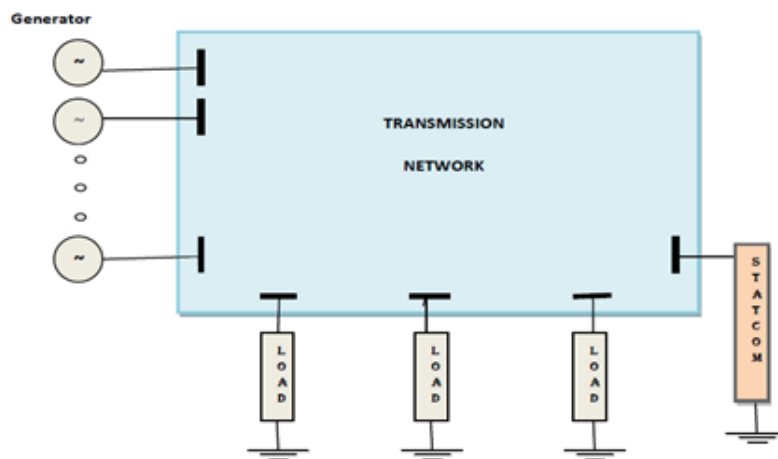 Generator
~
~
TRANSMISSION
NETWORK
~
LOAD
LOAD
LOAD
STATCOM